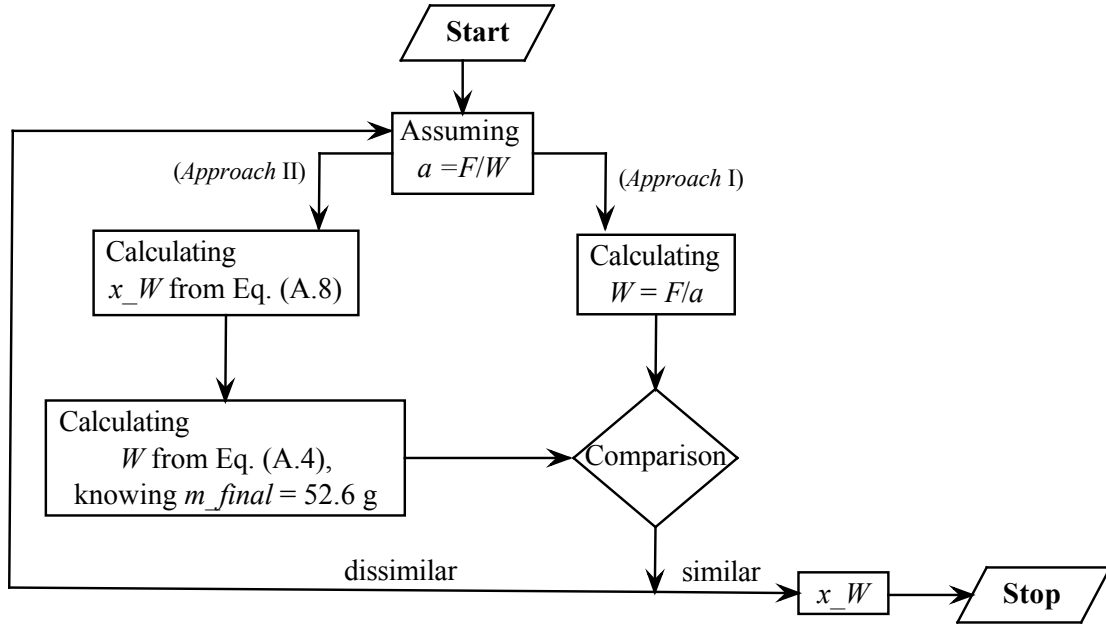 Start
Assuming
a =F/W
(Approach II)
(Approach I)
Calculating
x_W from Eq. (A.8)
Calculating
W = F/a
Calculating
W from Eq. (A.4),
knowing m_final = 52.6 g
Comparison
dissimilar
similar
x_W
Stop